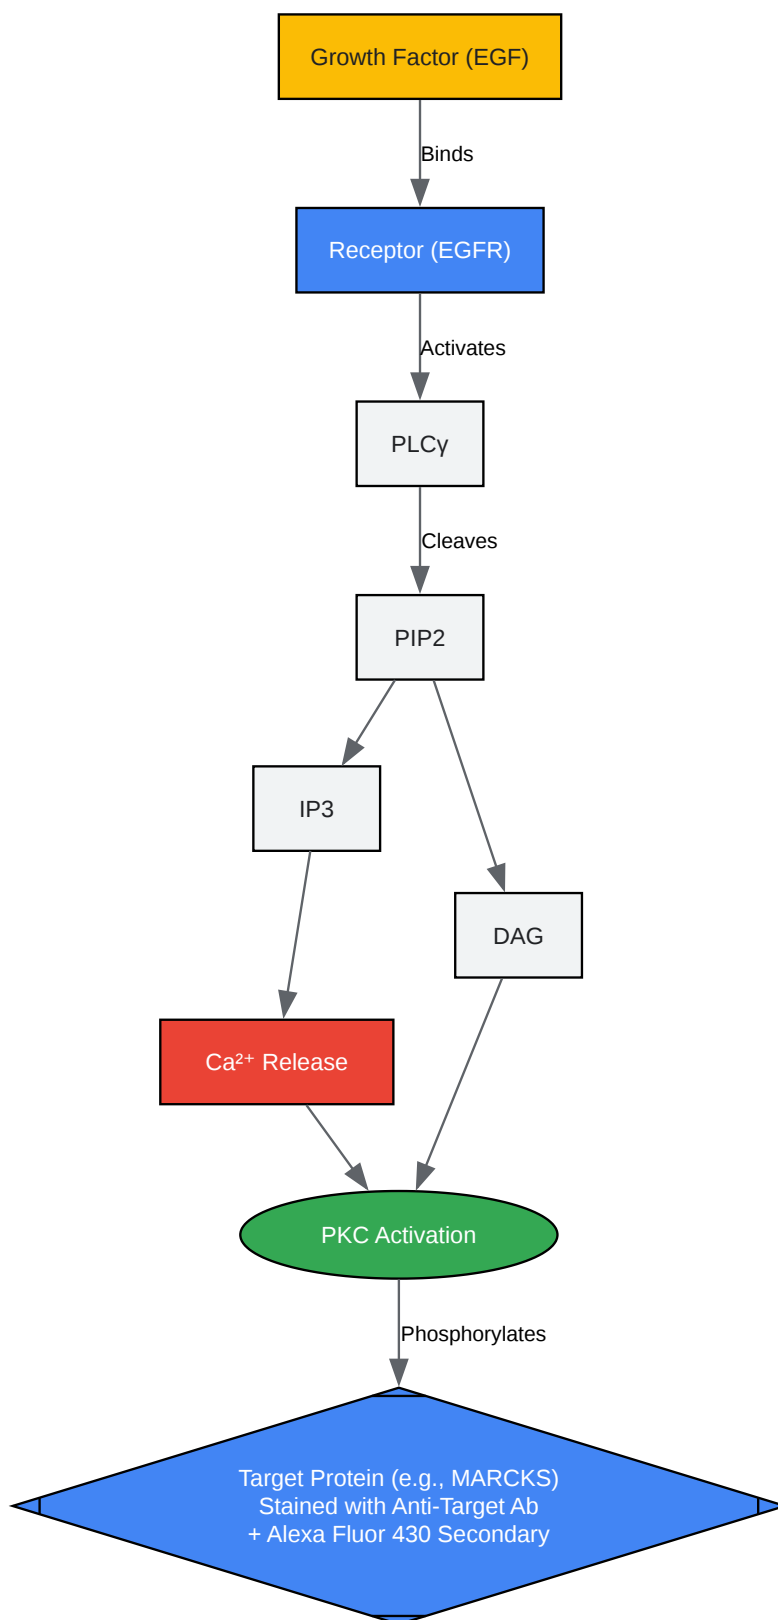 Growth Factor (EGF)
Binds
Receptor (EGFR)
Activates
PLCγ
Cleaves
PIP2
IP3
DAG
Ca²⁺ Release
PKC Activation
Phosphorylates
Target Protein (e.g., MARCKS)
Stained with Anti-Target Ab
+ Alexa Fluor 430 Secondary